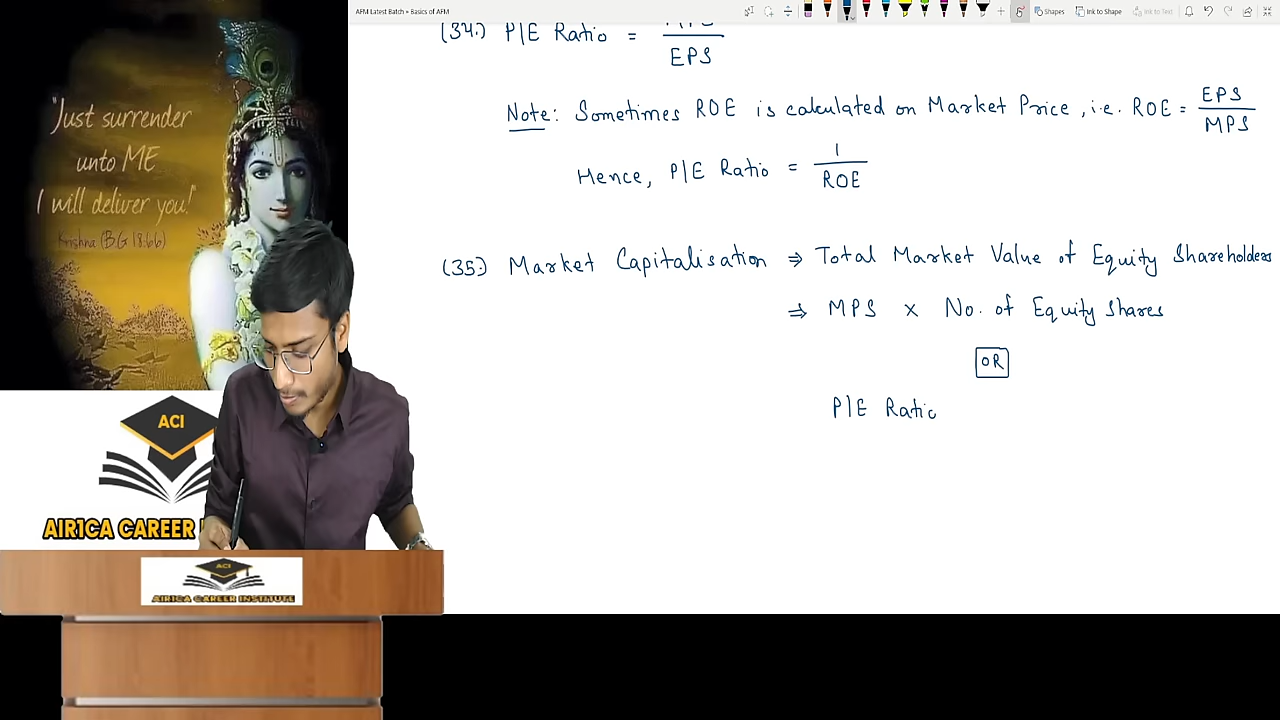 AFM Latest Batch » Basics of AFM
Shapes
Ink to Shape
Ink to Text
"Just surrender
unto ME
I will deliver you!"
Krishna (BG 18:66)
ACI
AIR1CA CAREER
ACI
AIR1CA CAREER INSTITUTE
(34.) P/E Ratio = MPS
EPS
Note: Sometimes ROE is calculated on Market Price, i.e. ROE = EPS
MPS
Hence, P/E Ratio = 1
ROE
(35.) Market Capitalisation ⇒ Total Market Value of Equity Shareholders
⇒ MPS × No. of Equity Shares
OR
P/E Ratio